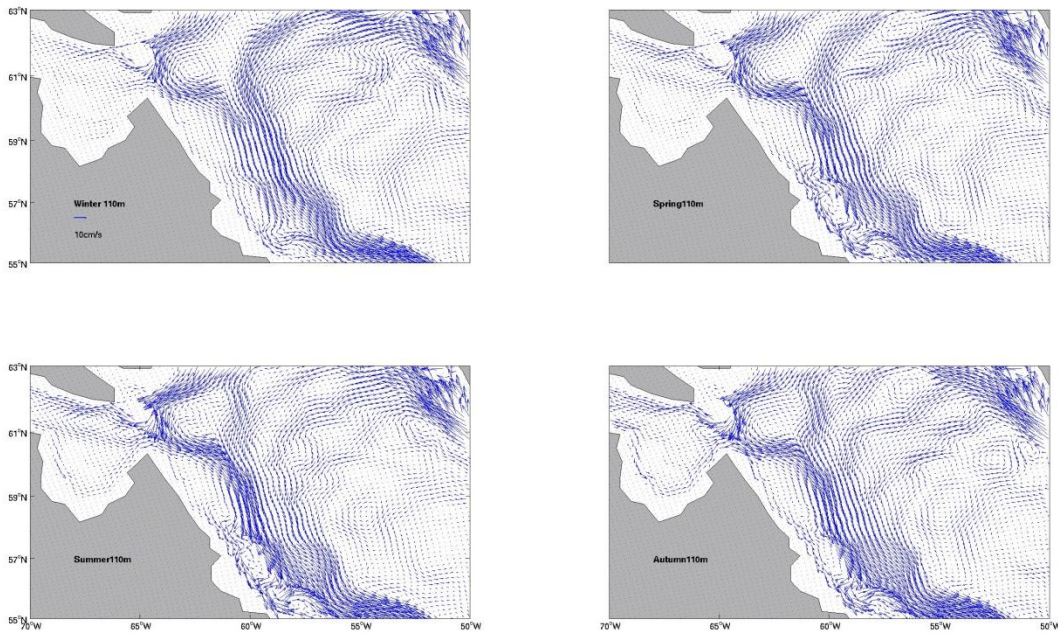 63°N
61°N
59°N
57°N
55°N
Winter 110m
10cm/s
Spring110m
63°N
61°N
59°N
57°N
55°N
Summer110m
70°W
65°W
60°W
55°W
50°W
Autumn110m
70°W
65°W
60°W
55°W
50°W